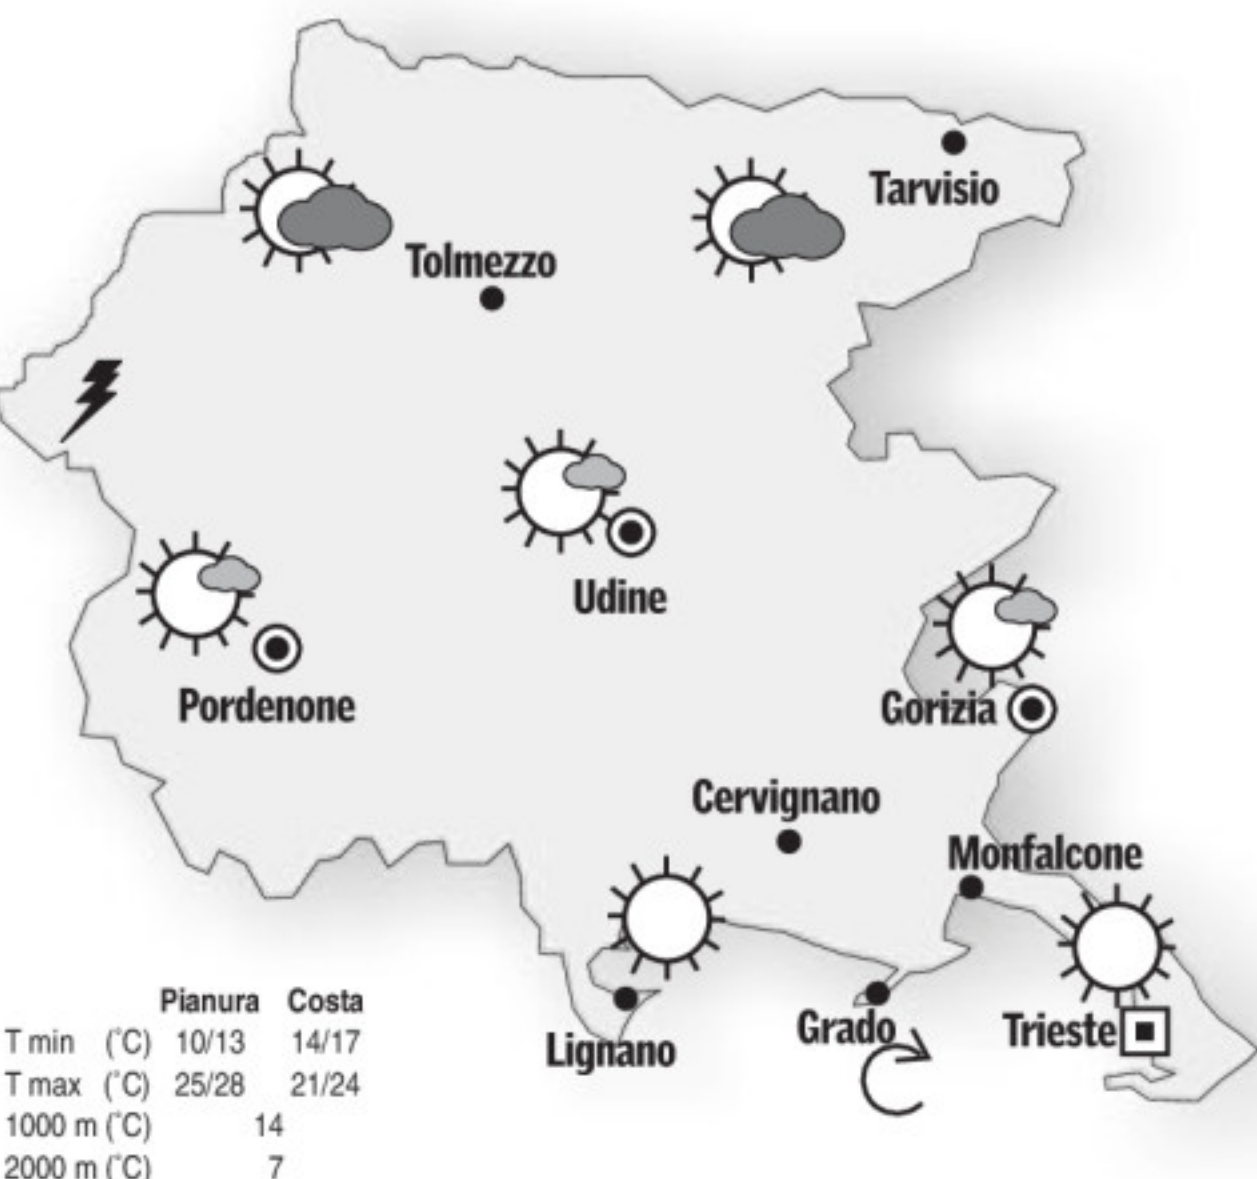 Tarvisio
Tolmezzo
Udine
Pordenone
Gorizia
Cervignano
Monfalcone
Grado
Trieste
Lignano
Pianura Costa
T min (°C) 10/13 14/17
T max (°C) 25/28 21/24
1000 m (°C) 14
2000 m (°C) 7